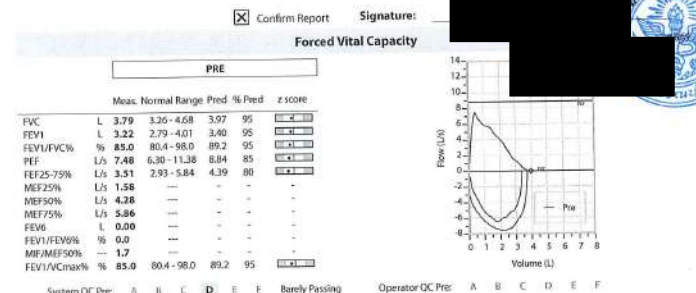 Confirm Report Signature:
Forced Vital Capacity
PRE
Meas. Normal Range Pred % Pred z score
FVC L 3.79 3.26 - 4.68 3.97 95
FEV1 L 3.22 2.79 - 4.01 3.40 95
FEV1/FVC% % 85.0 80.4 - 98.0 89.2 95
PEF L/s 7.48 6.30 - 11.38 8.84 85
FEF25-75% L/s 3.51 2.93 - 5.84 4.39 80
MEF25% L/s 1.58 --- - -
MEF50% L/s 4.28 --- - -
MEF75% L/s 5.86 --- - -
FEV6 L 0.00 --- - -
FEV1/FEV6% % 0.0 --- - -
MIF/MEF50% --- 1.7 --- - -
FEV1/VCmax% % 85.0 80.4 - 98.0 89.2 95
14
12
10
8
6
4
2
0
-2
-4
-6
-8
Flow (L/s)
Pre
0 1 2 3 4 5 6 7 8
Volume (L)
System QC Pre: A B C D E F Barely Passing Operator QC Pre: A B C D E F